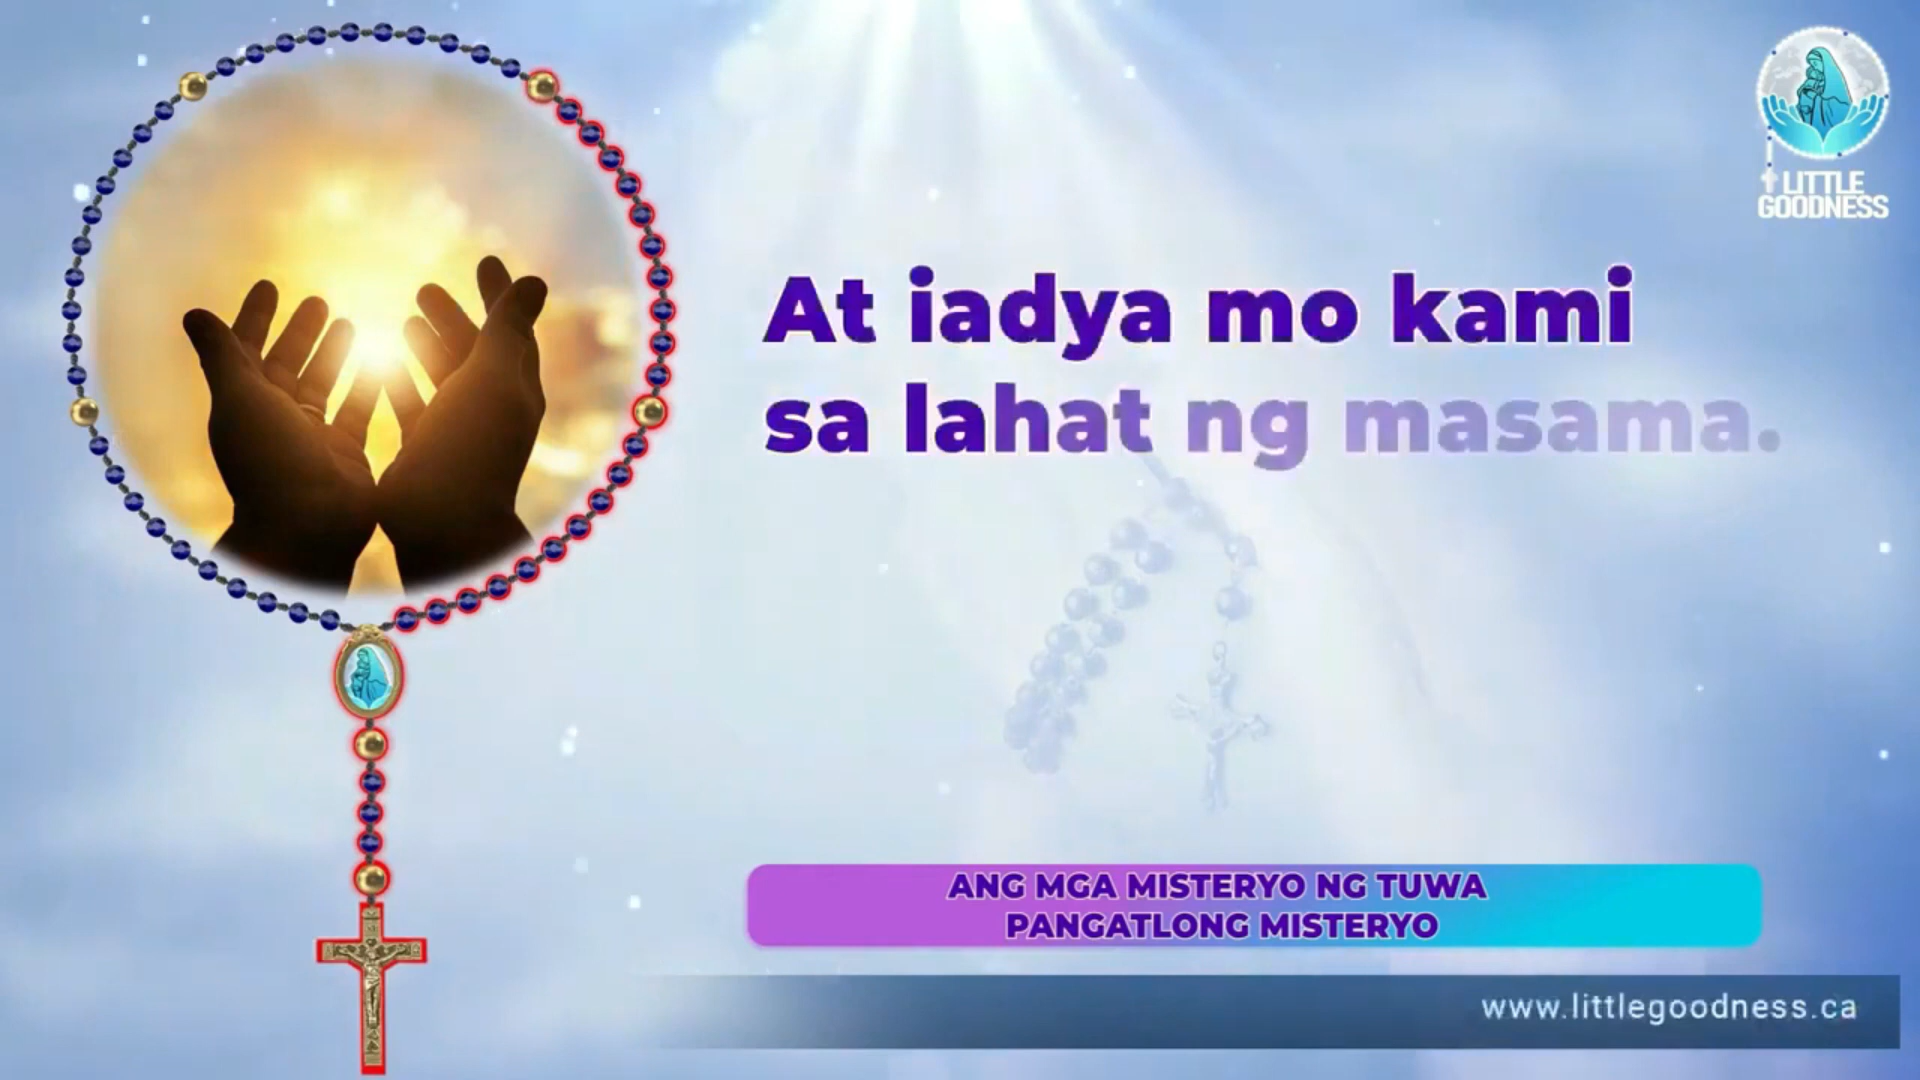 LITTLE
GOODNESS
At iadya mo kami
sa lahat ng masama.
ANG MGA MISTERYO NG TUWA
PANGATLONG MISTERYO
www.littlegoodness.ca